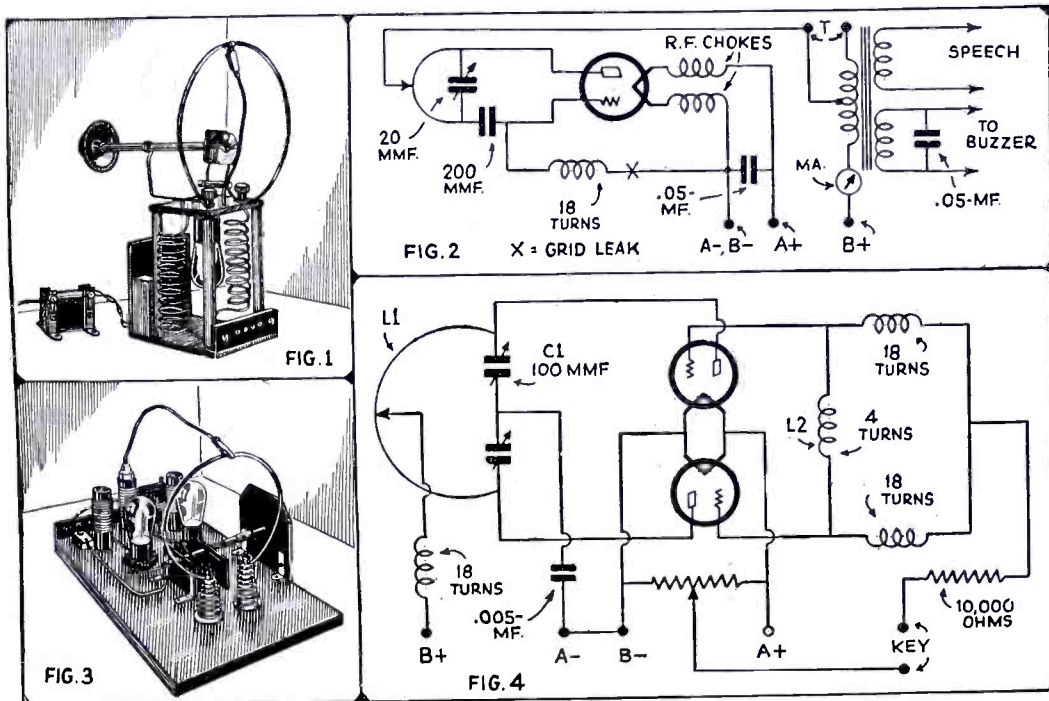 FIG.1
T
R.F. CHOKES
SPEECH
20
MMF.
200
MMF.
TO
BUZZER
MA.
.05-MF.
18
TURNS
.05-
MF.
FIG.2
X = GRID LEAK
A-,B-
A+
B+
FIG.3
L1
C1
100 MMF
18
TURNS
L2
4
TURNS
18
TURNS
18
TURNS
.005-
MF.
10,000
OHMS
KEY
B+
A-
B-
A+
FIG.4